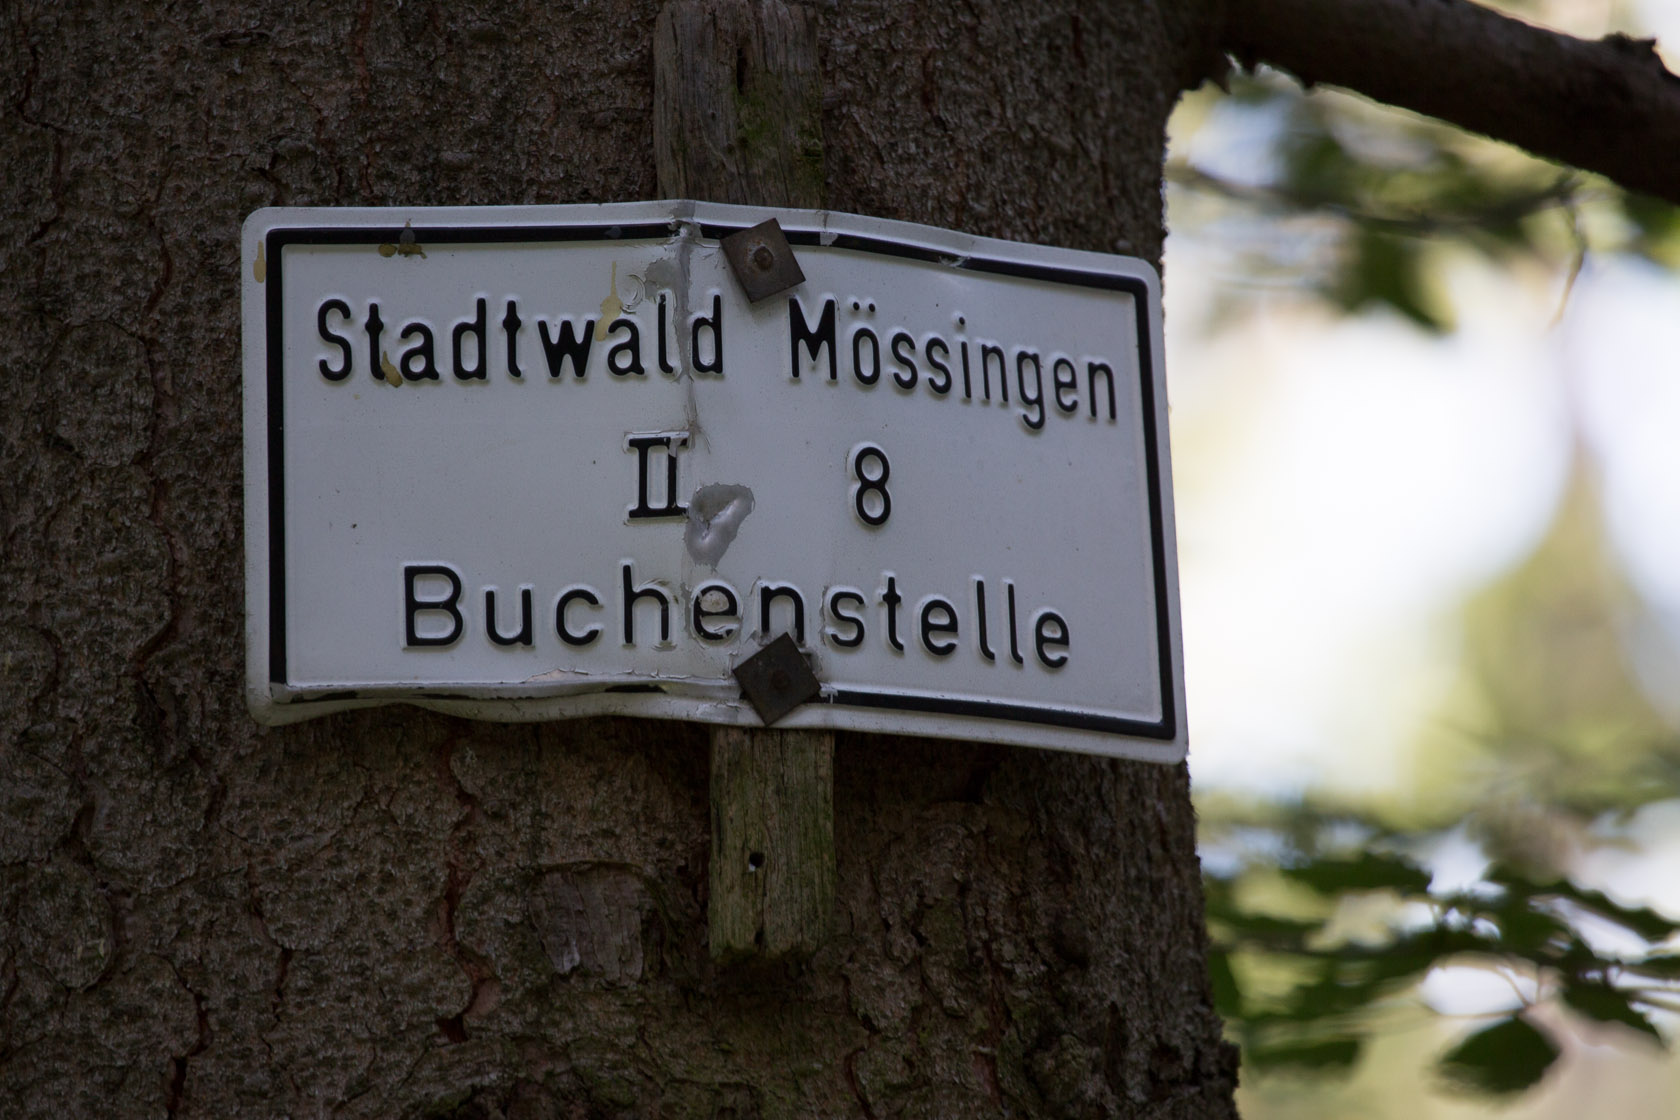 Stadtwald Mössingen
II 8
Buchenstelle